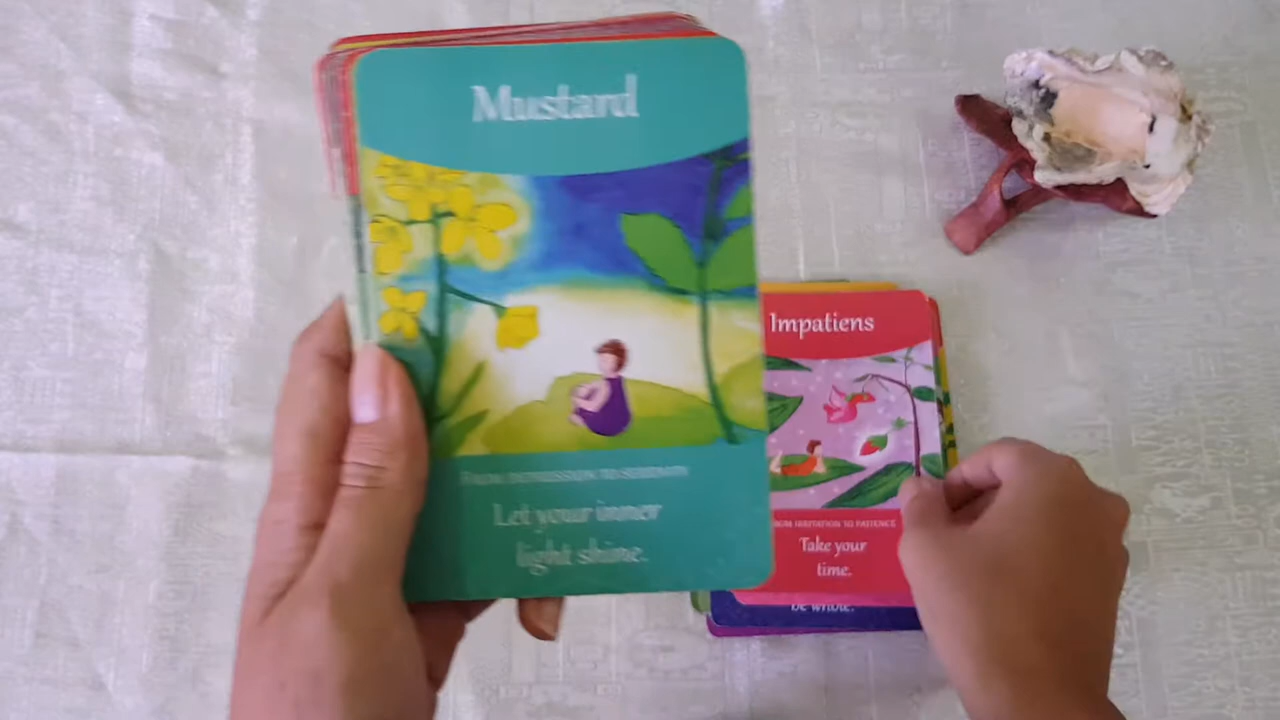 Mustard
FROM DEPRESSION TO SERENITY
Let your inner
light shine.
Impatiens
FROM IRRITATION TO PATIENCE
Take your
time.
be whole.